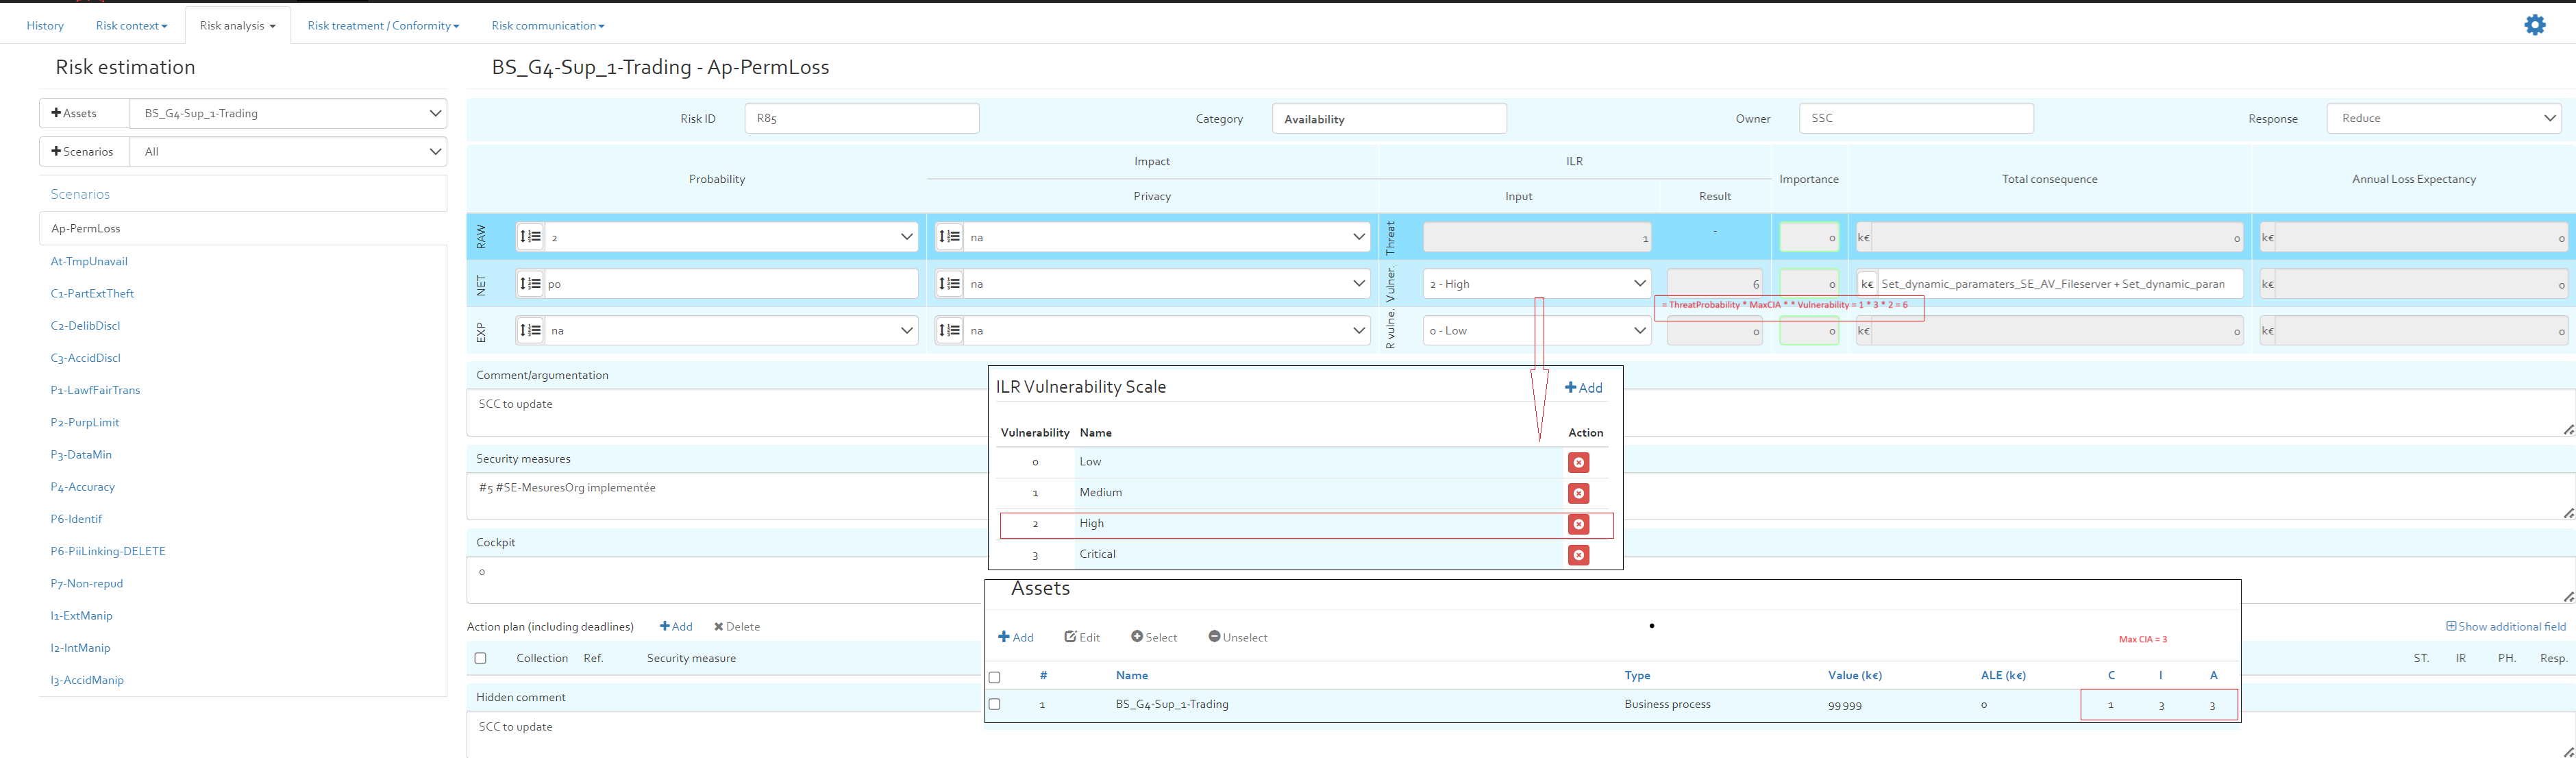 History Risk context Risk analysis Risk treatment / Conformity Risk communication
Risk estimation
BS_G4-Sup_1-Trading - Ap-PermLoss
Assets BS_G4-Sup_1-Trading
Scenarios All
Scenarios
Ap-PermLoss
At-TmpUnavail
C1-PartExtTheft
C2-DelibDiscl
C3-AccidDiscl
P1-LawfFairTrans
P2-PurpLimit
P3-DataMin
P4-Accuracy
P6-Identif
P6-PiiLinking-DELETE
P7-Non-repud
I1-ExtManip
I2-IntManip
I3-AccidManip
Risk ID R85 Category Availability Owner SSC Response Reduce
Impact ILR
Probability Importance Total consequence Annual Loss Expectancy
Privacy Input Result
RAW 2 na Threat 1 - 0 k€ 0 k€ 0
NET po na Vulner. 2 - High 6 0 k€ Set_dynamic_paramaters_SE_AV_Fileserver + Set_dynamic_paran k€ 0
= ThreatProbability * MaxCIA * * Vulnerability = 1 * 3 * 2 = 6
EXP na na R vulne. 0 - Low 0 0 k€ 0 k€ 0
Comment/argumentation
SCC to update
Security measures
#5 #SE-MesuresOrg implementée
Cockpit
0
Action plan (including deadlines) Add Delete
Show additional field
Collection Ref. Security measure ST. IR PH. Resp.
Hidden comment
SCC to update
ILR Vulnerability Scale Add
Vulnerability Name Action
0 Low
1 Medium
2 High
3 Critical
Assets
Add Edit Select Unselect
Max CIA = 3
# Name Type Value (k€) ALE (k€) C I A
1 BS_G4-Sup_1-Trading Business process 99 999 0 1 3 3